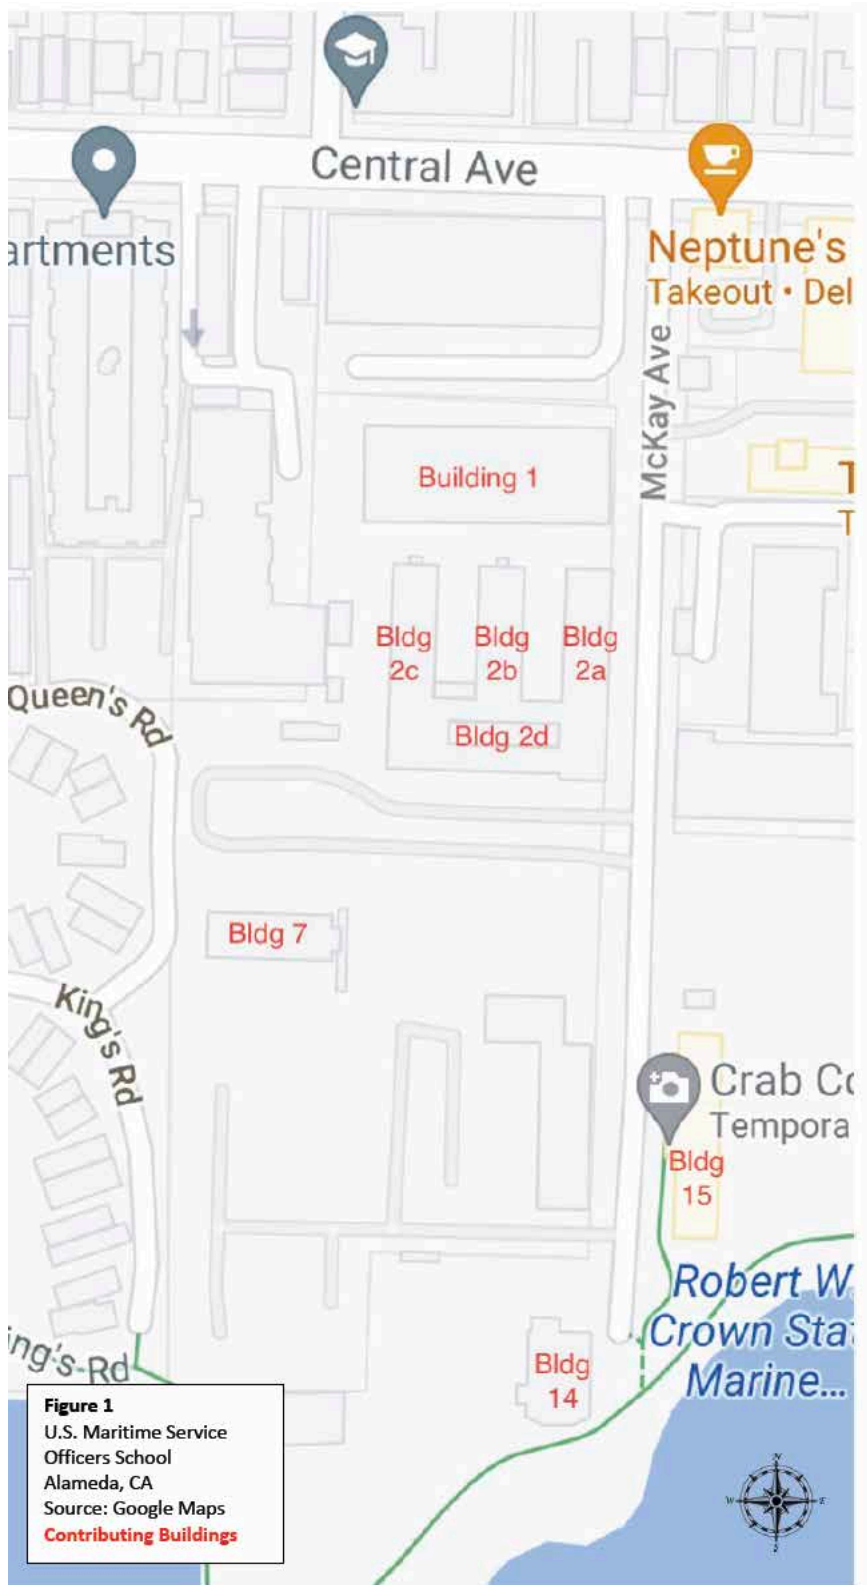 Central Ave
artments
Neptune's
Takeout • Del
McKay Ave
Building 1
T
T
Bldg
2c
Bldg
2b
Bldg
2a
Bldg 2d
Queen's Rd
Bldg 7
King's Rd
Crab Co
Tempora
Bldg
15
Robert W.
Crown Stat
Marine...
ing's Rd
Bldg
14
Figure 1
U.S. Maritime Service
Officers School
Alameda, CA
Source: Google Maps
Contributing Buildings
N
W
E
S